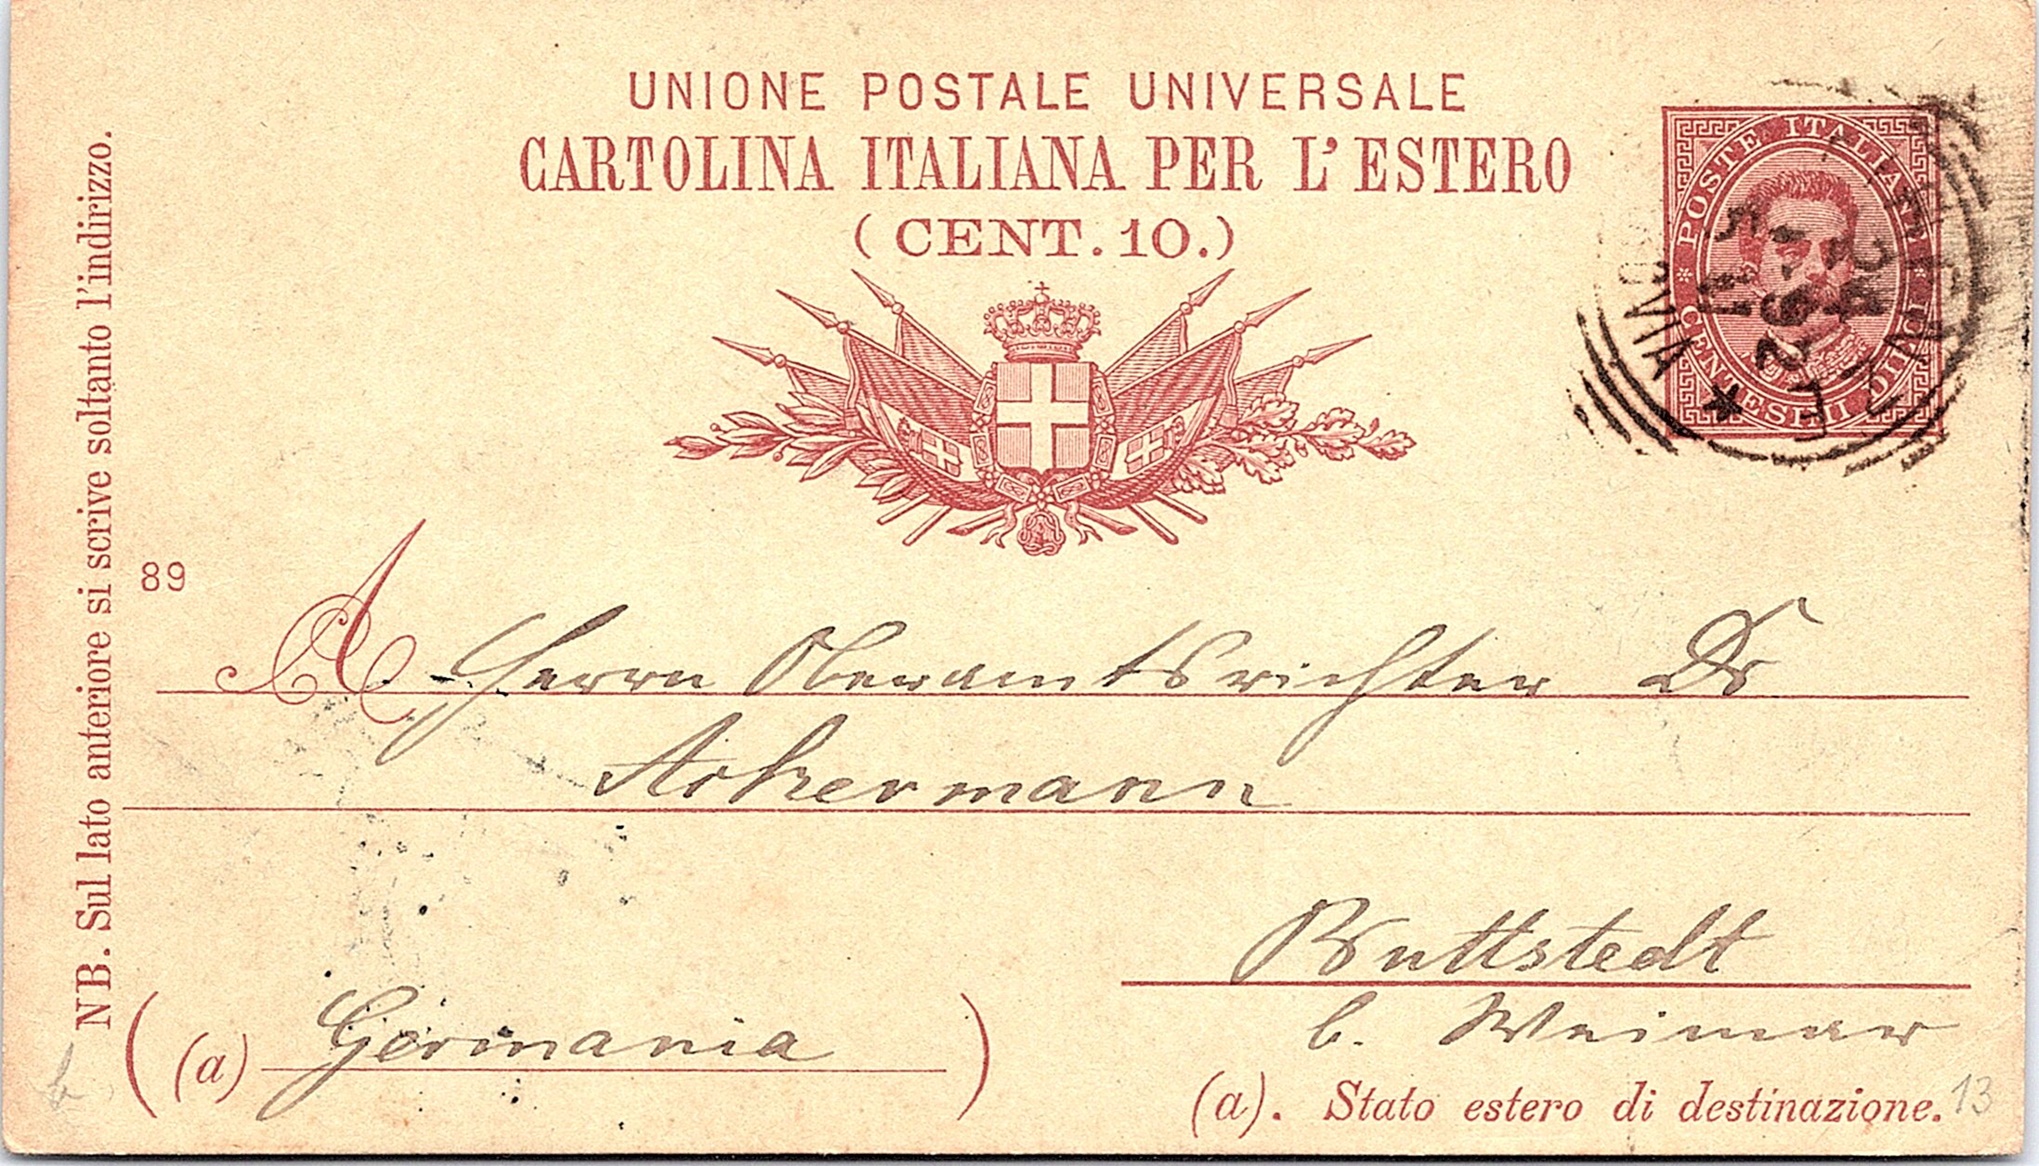 UNIONE POSTALE UNIVERSALE
CARTOLINA ITALIANA PER L'ESTERO
(CENT. 10.)
POSTE ITALIANE
CENTESIMI DIECI
NB. Sul lato anteriore si scrive soltanto l'indirizzo.
89
A Herrn Oberamtsrichter Dr
Ackermann
Buttstedt
b. Weimar
(a) Germania
(a). Stato estero di destinazione.
13